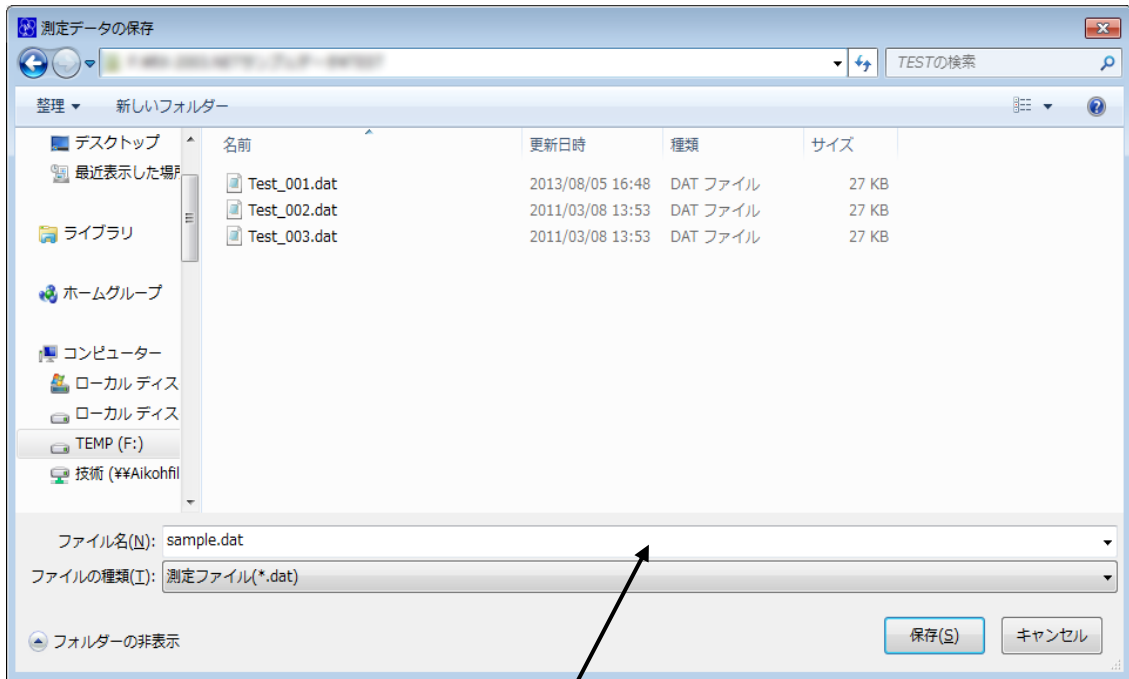 測定データの保存
TESTの検索
整理 新しいフォルダー
名前 更新日時 種類 サイズ
デスクトップ
最近表示した場所
ライブラリ
ホームグループ
コンピューター
ローカル ディス
ローカル ディス
TEMP (F:)
技術 (¥¥Aikohfil
Test_001.dat 2013/08/05 16:48 DAT ファイル 27 KB
Test_002.dat 2011/03/08 13:53 DAT ファイル 27 KB
Test_003.dat 2011/03/08 13:53 DAT ファイル 27 KB
ファイル名(N): sample.dat
ファイルの種類(T): 測定ファイル(*.dat)
フォルダーの非表示
保存(S) キャンセル